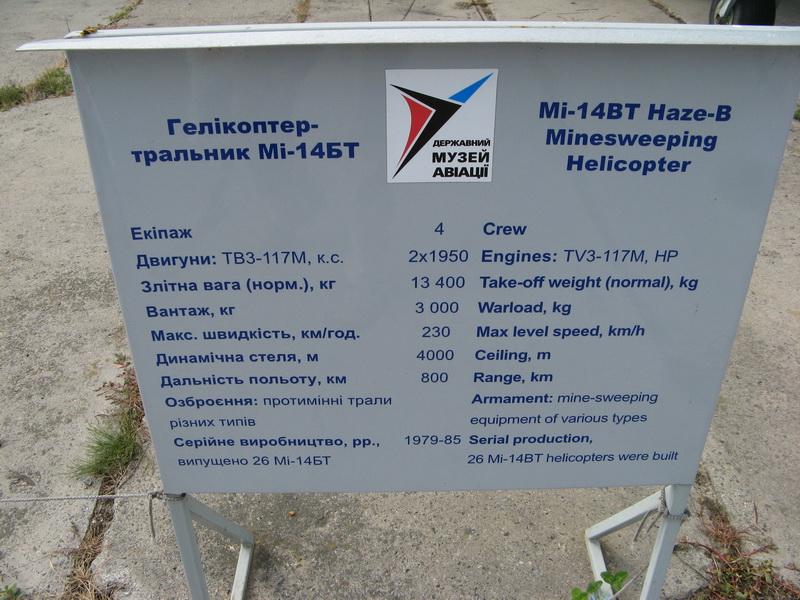 Гелікоптер-
тральник Мі-14БТ
ДЕРЖАВНИЙ
МУЗЕЙ
АВІАЦІЇ
Mi-14BT Haze-B
Minesweeping
Helicopter
Екіпаж 4 Crew
Двигуни: ТВ3-117М, к.с. 2x1950 Engines: TV3-117M, HP
Злітна вага (норм.), кг 13 400 Take-off weight (normal), kg
Вантаж, кг 3 000 Warload, kg
Макс. швидкість, км/год. 230 Max level speed, km/h
Динамічна стеля, м 4000 Ceiling, m
Дальність польоту, км 800 Range, km
Озброєння: протимінні трали
різних типів
Armament: mine-sweeping
equipment of various types
Серійне виробництво, рр., 1979-85 Serial production,
випущено 26 Мі-14БТ 26 Mi-14BT helicopters were built